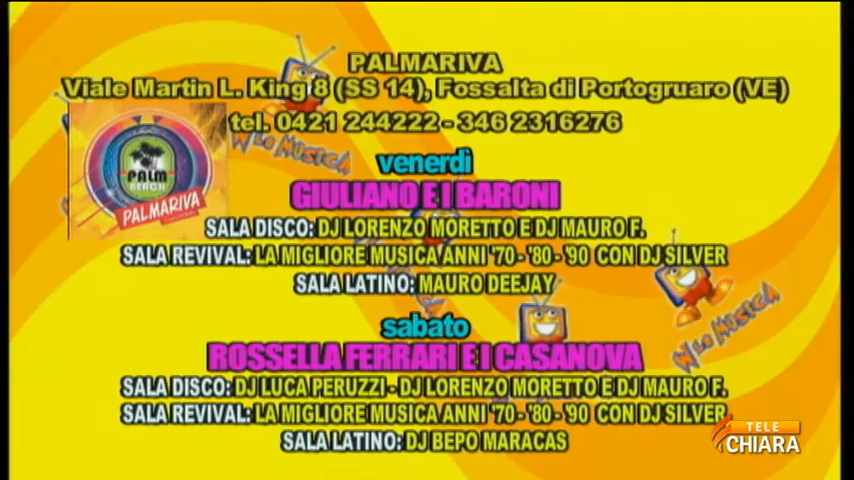 PALMARIVA
Viale Martin L. King 8 (SS 14), Fossalta di Portogruaro (VE)
tel. 0421 244222 - 346 2316276
W LA MUSICA
PALM
BEACH
PALMARIVA
venerdì
GIULIANO E I BARONI
SALA DISCO: DJ LORENZO MORETTO E DJ MAURO F.
SALA REVIVAL: LA MIGLIORE MUSICA ANNI '70 - '80 - '90 CON DJ SILVER
SALA LATINO: MAURO DEEJAY
sabato
W LA MUSICA
ROSSELLA FERRARI E I CASANOVA
SALA DISCO: DJ LUCA PERUZZI - DJ LORENZO MORETTO E DJ MAURO F.
SALA REVIVAL: LA MIGLIORE MUSICA ANNI '70 - '80 - '90 CON DJ SILVER
SALA LATINO: DJ BEPO MARACAS
TELE
CHIARA